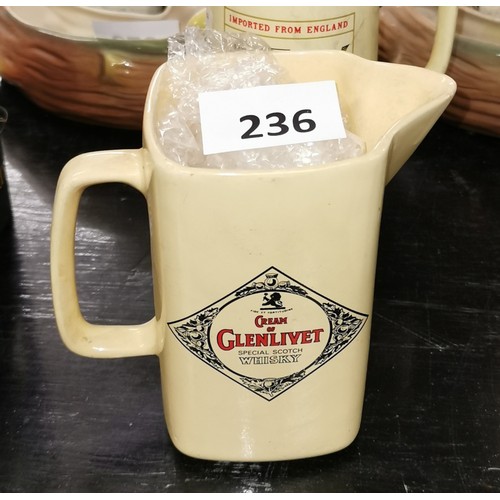 IMPORTED FROM ENGLAND
236
CREAM
OF
GLENLIVET
SPECIAL SCOTCH
WHISKY